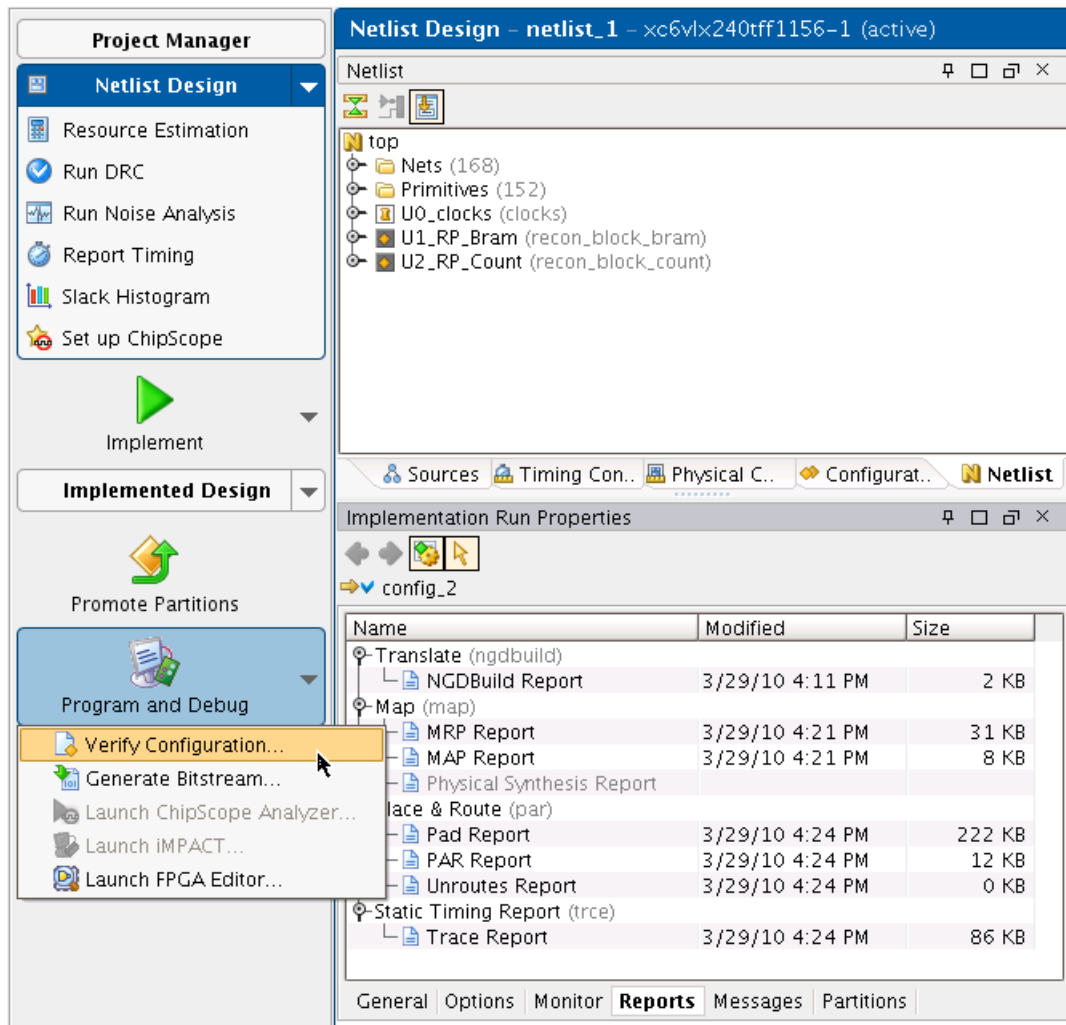 Project Manager
Netlist Design
Resource Estimation
Run DRC
Run Noise Analysis
Report Timing
Slack Histogram
Set up ChipScope
Implement
Implemented Design
Promote Partitions
Program and Debug
Verify Configuration...
Generate Bitstream...
Launch ChipScope Analyzer...
Launch iMPACT...
Launch FPGA Editor...
Netlist Design – netlist_1 – xc6vlx240tff1156–1 (active)
Netlist
top
Nets (168)
Primitives (152)
U0_clocks (clocks)
U1_RP_Bram (recon_block_bram)
U2_RP_Count (recon_block_count)
Sources Timing Con.. Physical C.. Configurat.. Netlist
Implementation Run Properties
config_2
Name Modified Size
Translate (ngdbuild)
NGDBuild Report 3/29/10 4:11 PM 2 KB
Map (map)
MRP Report 3/29/10 4:21 PM 31 KB
MAP Report 3/29/10 4:21 PM 8 KB
Physical Synthesis Report
lace & Route (par)
Pad Report 3/29/10 4:24 PM 222 KB
PAR Report 3/29/10 4:24 PM 12 KB
Unroutes Report 3/29/10 4:24 PM 0 KB
Static Timing Report (trce)
Trace Report 3/29/10 4:24 PM 86 KB
General Options Monitor Reports Messages Partitions